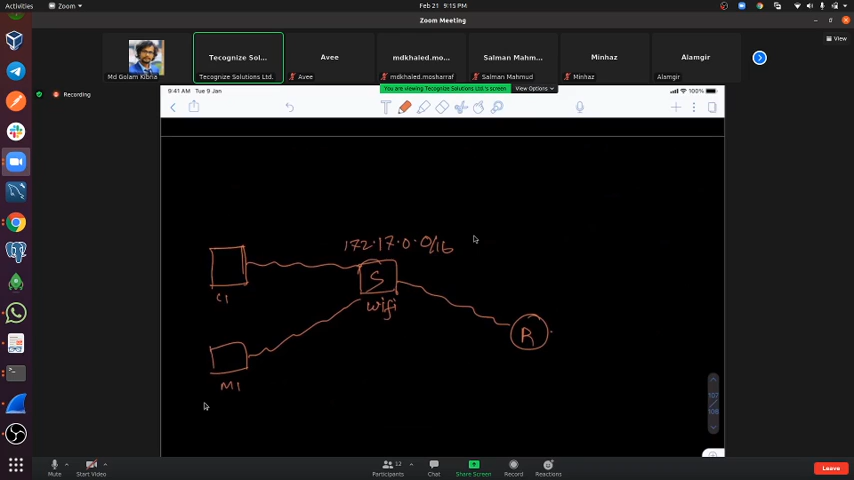 Activities
Zoom
Feb 21 9:15 PM
Zoom Meeting
View
Tecognize Sol...
Avee
mdkhaled.mo...
Salman Mahm...
Minhaz
Alamgir
Md Golam Kibria
Tecognize Solutions Ltd.
Avee
mdkhaled.mosharraf
Salman Mahmud
Minhaz
Alamgir
Recording
9:41 AM Tue 9 Jan
You are viewing Tecognize Solutions Ltd.'s screen
View Options
100%
T
172.17.0.0/16
S
wifi
C1
R
M1
107
108
Mute
Start Video
12
Participants
Chat
Share Screen
Record
Reactions
Leave